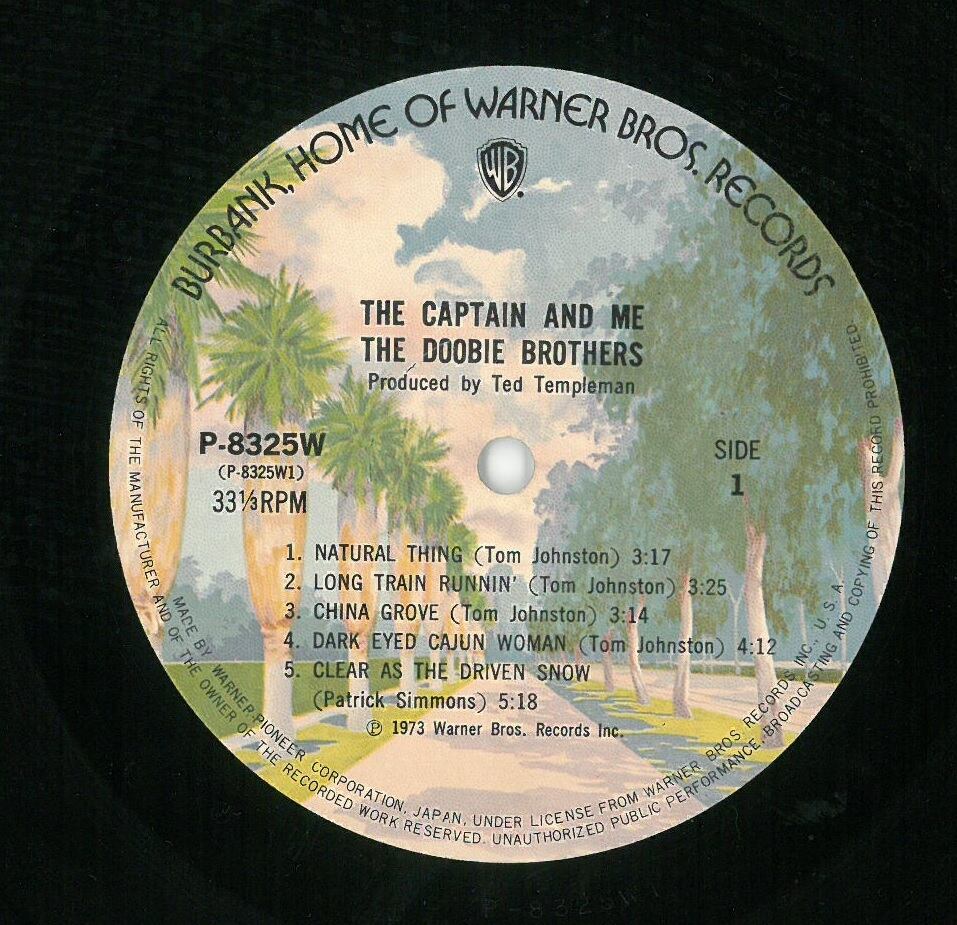 BURBANK, HOME OF WARNER BROS. RECORDS
WB
THE CAPTAIN AND ME
THE DOOBIE BROTHERS
Produced by Ted Templeman
P-8325W
(P-8325W1)
33⅓RPM
SIDE
1
1. NATURAL THING (Tom Johnston) 3:17
2. LONG TRAIN RUNNIN' (Tom Johnston) 3:25
3. CHINA GROVE (Tom Johnston) 3:14
4. DARK EYED CAJUN WOMAN (Tom Johnston) 4:12
5. CLEAR AS THE DRIVEN SNOW
(Patrick Simmons) 5:18
Ⓟ 1973 Warner Bros. Records Inc.
MADE BY WARNER-PIONEER CORPORATION, JAPAN, UNDER LICENSE FROM WARNER BROS RECORDS INC., U. S. A.
ALL RIGHTS OF THE MANUFACTURER AND OF THE OWNER OF THE RECORDED WORK RESERVED. UNAUTHORIZED PUBLIC PERFORMANCE, BROADCASTING AND COPYING OF THIS RECORD PROHIBITED